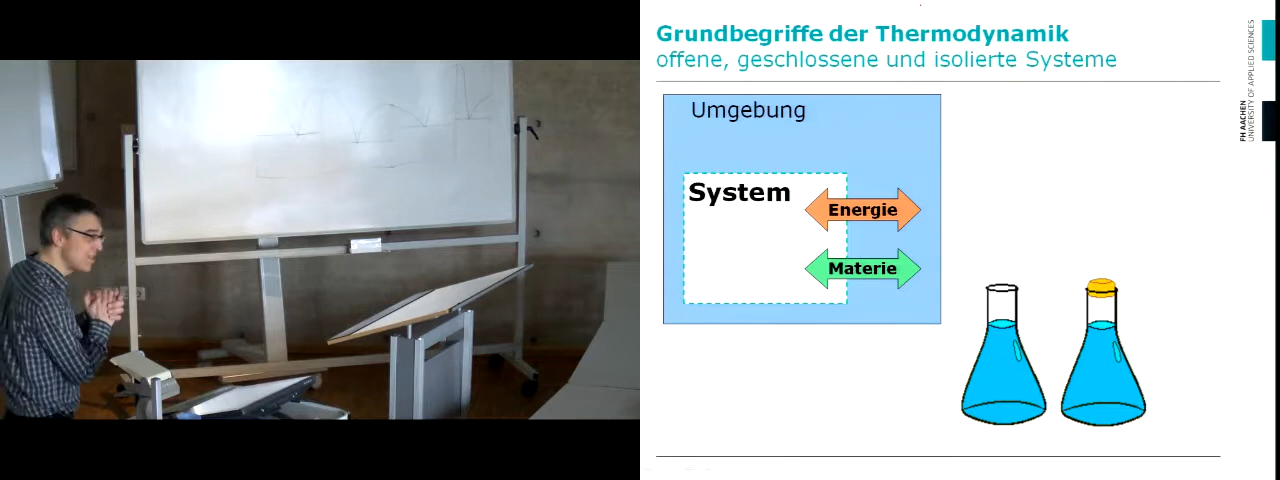 Grundbegriffe der Thermodynamik
offene, geschlossene und isolierte Systeme
Umgebung
System
Energie
Materie
FH AACHEN
UNIVERSITY OF APPLIED SCIENCES